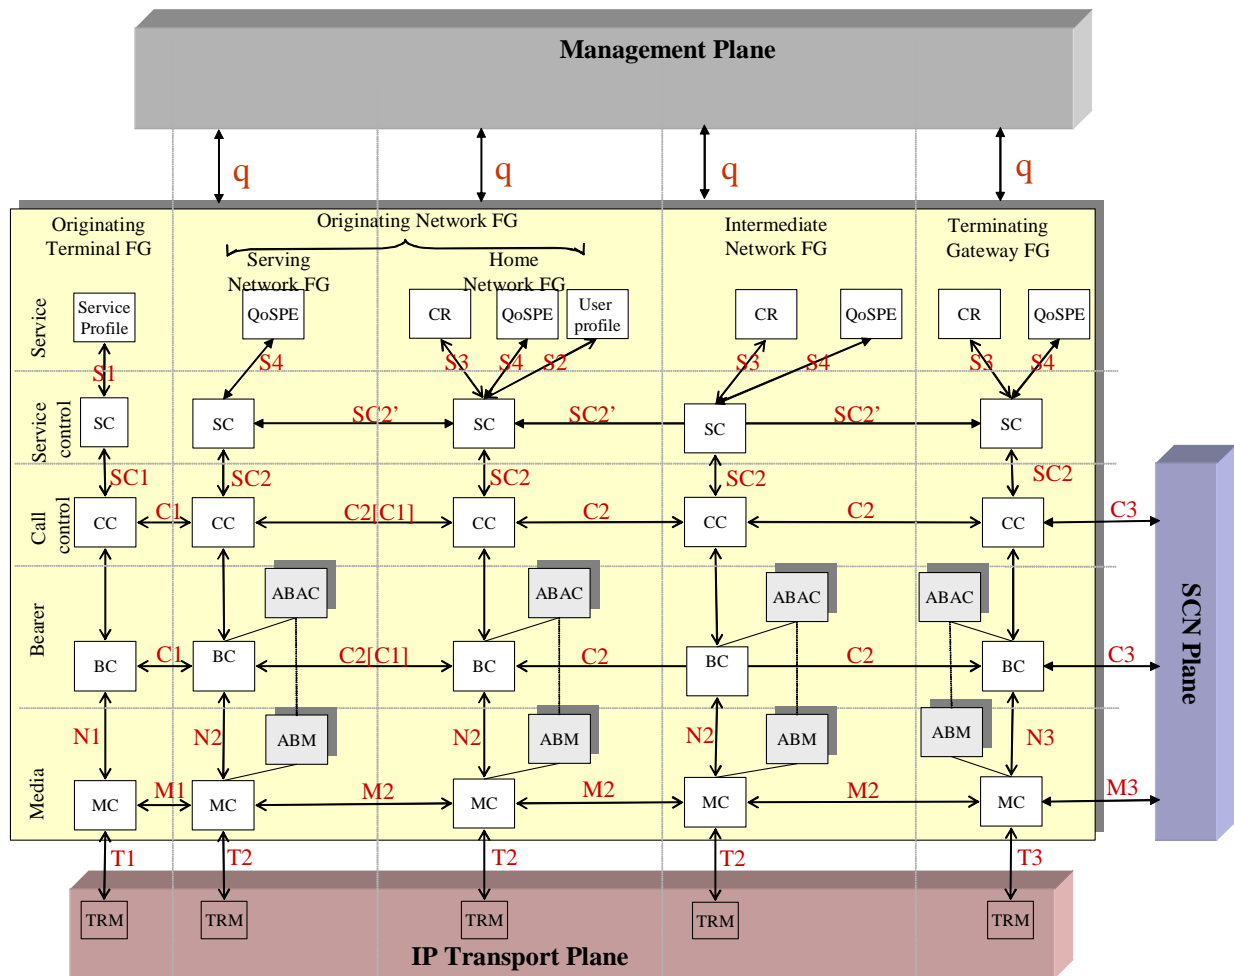 Management Plane
q
q
q
q
Originating
Terminal FG
Originating Network FG
Intermediate
Network FG
Terminating
Gateway FG
Serving
Network FG
Home
Network FG
Service
Service
Profile
QoSPE
CR
QoSPE
User
profile
CR
QoSPE
CR
QoSPE
S1
S4
S3
S4
S2
S3
S4
S3
S4
Service
control
SC
SC
SC2’
SC
SC2’
SC
SC2’
SC
SC1
SC2
SC2
SC2
SC2
Call
control
CC
C1
CC
C2[C1]
CC
C2
CC
C2
CC
C3
Bearer
ABAC
ABAC
ABAC
ABAC
BC
C1
BC
C2[C1]
BC
C2
BC
C2
BC
C3
SCN Plane
N1
N2
ABM
N2
ABM
N2
ABM
ABM
N3
Media
MC
M1
MC
M2
MC
M2
MC
M2
MC
M3
T1
T2
T2
T2
T3
TRM
TRM
TRM
TRM
TRM
IP Transport Plane